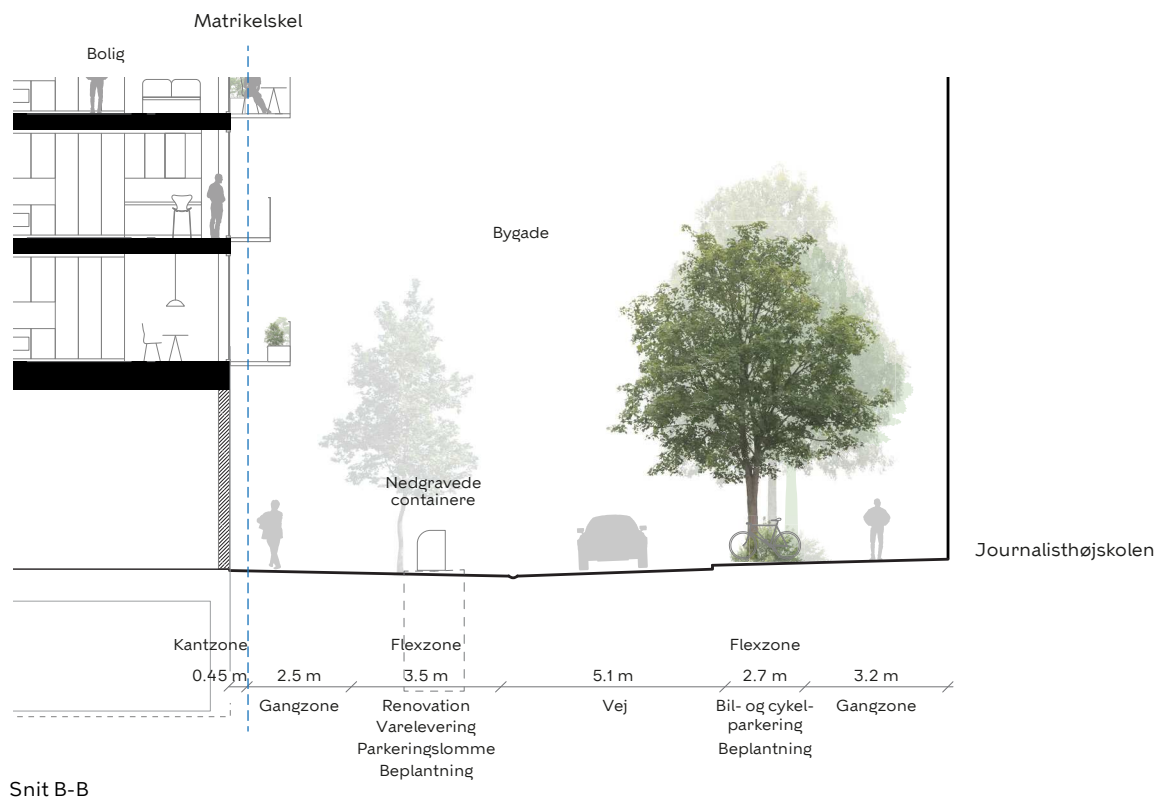 Matrikelskel
Bolig
Bygade
Nedgravede
containere
Journalisthøjskolen
Kantzone
Flexzone
Flexzone
0.45 m
2.5 m
3.5 m
5.1 m
2.7 m
3.2 m
Gangzone
Renovation
Varelevering
Parkeringslomme
Beplantning
Vej
Bil- og cykel-
parkering
Beplantning
Gangzone
Snit B-B